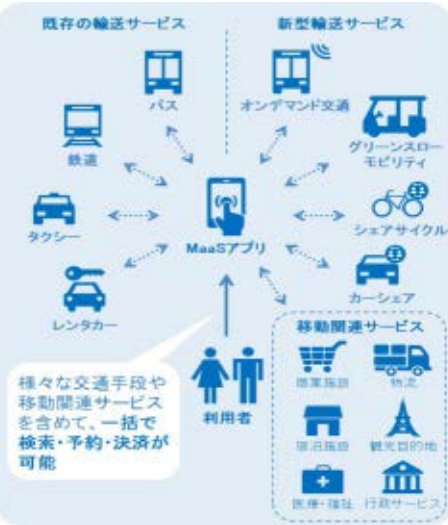 既存の輸送サービス
新型輸送サービス
バス
オンデマンド交通
鉄道
グリーンスロー
モビリティ
タクシー
MaaSアプリ
シェアサイクル
レンタカー
カーシェア
移動関連サービス
商業施設
物流
様々な交通手段や
移動関連サービス
を含めて、一括で
検索・予約・決済が
可能
利用者
宿泊施設
観光目的地
医療・福祉
行政サービス